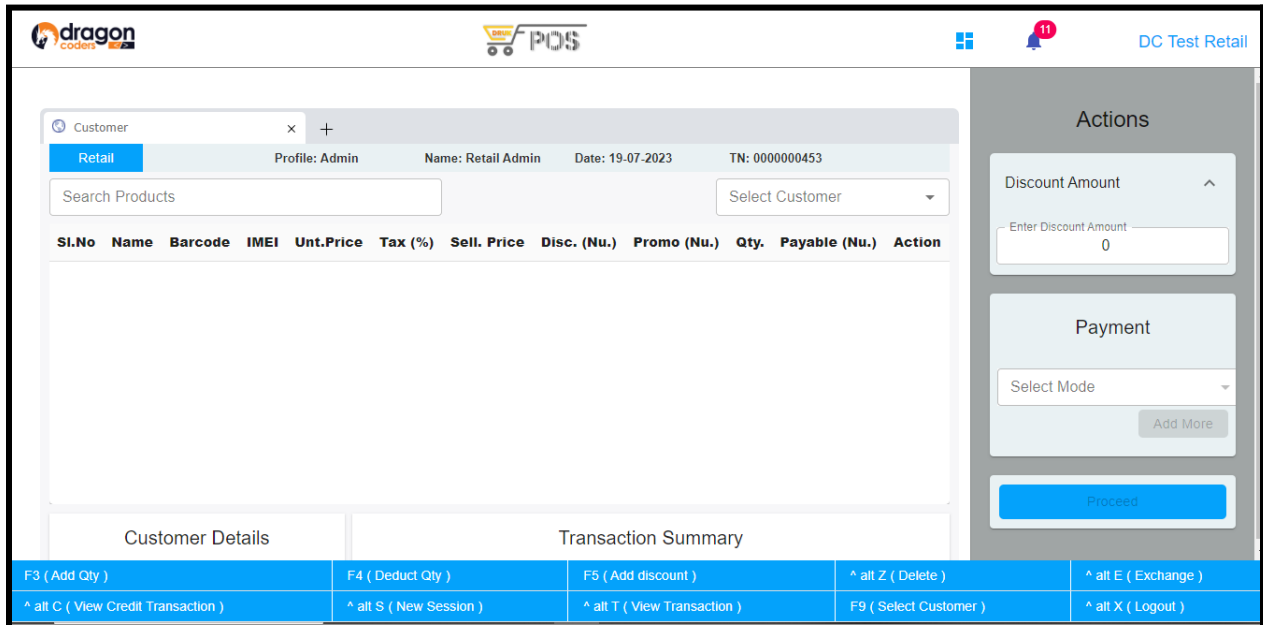 dragon
coders </>
DRUK POS
11
DC Test Retail
Customer × +
Retail Profile: Admin Name: Retail Admin Date: 19-07-2023 TN: 0000000453
Search Products
Select Customer
Sl.No Name Barcode IMEI Unt.Price Tax (%) Sell. Price Disc. (Nu.) Promo (Nu.) Qty. Payable (Nu.) Action
Customer Details
Transaction Summary
Actions
Discount Amount
Enter Discount Amount
0
Payment
Select Mode
Add More
Proceed
F3 ( Add Qty ) F4 ( Deduct Qty ) F5 ( Add discount ) ^ alt Z ( Delete ) ^ alt E ( Exchange )
^ alt C ( View Credit Transaction ) ^ alt S ( New Session ) ^ alt T ( View Transaction ) F9 ( Select Customer ) ^ alt X ( Logout )